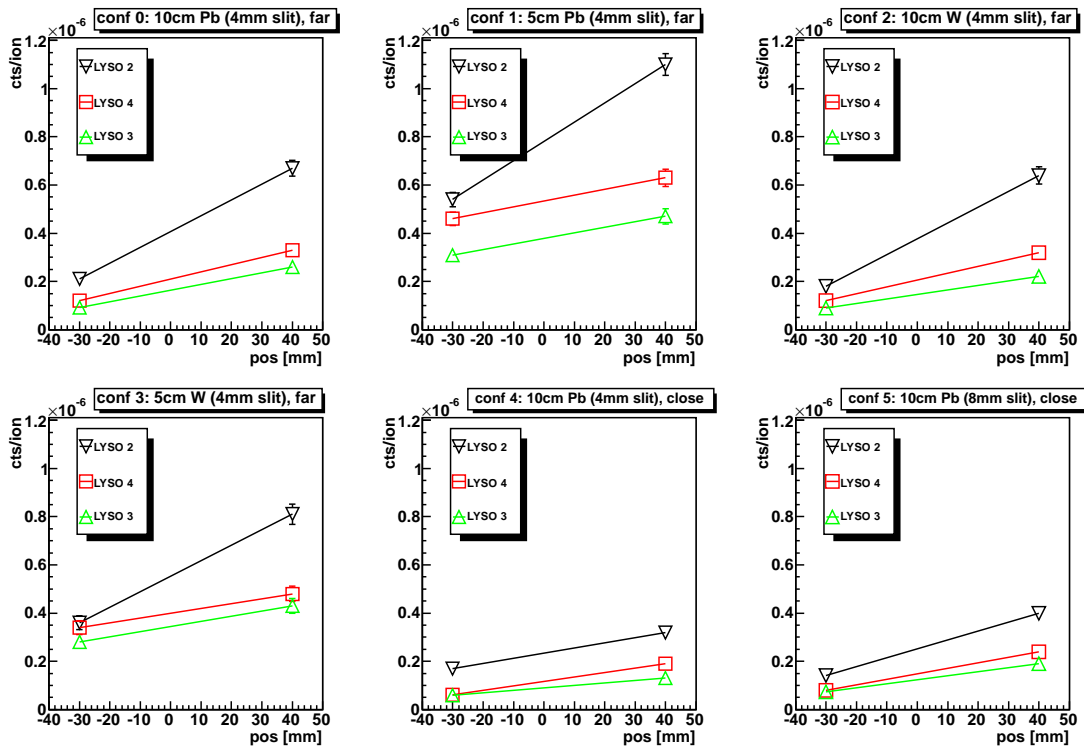 conf 0: 10cm Pb (4mm slit), far
×10⁻⁶
cts/ion
1.2
1
0.8
0.6
0.4
0.2
0
LYSO 2
LYSO 4
LYSO 3
-40 -30 -20 -10 0 10 20 30 40 50
pos [mm]
conf 1: 5cm Pb (4mm slit), far
×10⁻⁶
cts/ion
1.2
1
0.8
0.6
0.4
0.2
0
LYSO 2
LYSO 4
LYSO 3
-40 -30 -20 -10 0 10 20 30 40 50
pos [mm]
conf 2: 10cm W (4mm slit), far
×10⁻⁶
cts/ion
1.2
1
0.8
0.6
0.4
0.2
0
LYSO 2
LYSO 4
LYSO 3
-40 -30 -20 -10 0 10 20 30 40 50
pos [mm]
conf 3: 5cm W (4mm slit), far
×10⁻⁶
cts/ion
1.2
1
0.8
0.6
0.4
0.2
0
LYSO 2
LYSO 4
LYSO 3
-40 -30 -20 -10 0 10 20 30 40 50
pos [mm]
conf 4: 10cm Pb (4mm slit), close
×10⁻⁶
cts/ion
1.2
1
0.8
0.6
0.4
0.2
0
LYSO 2
LYSO 4
LYSO 3
-40 -30 -20 -10 0 10 20 30 40 50
pos [mm]
conf 5: 10cm Pb (8mm slit), close
×10⁻⁶
cts/ion
1.2
1
0.8
0.6
0.4
0.2
0
LYSO 2
LYSO 4
LYSO 3
-40 -30 -20 -10 0 10 20 30 40 50
pos [mm]